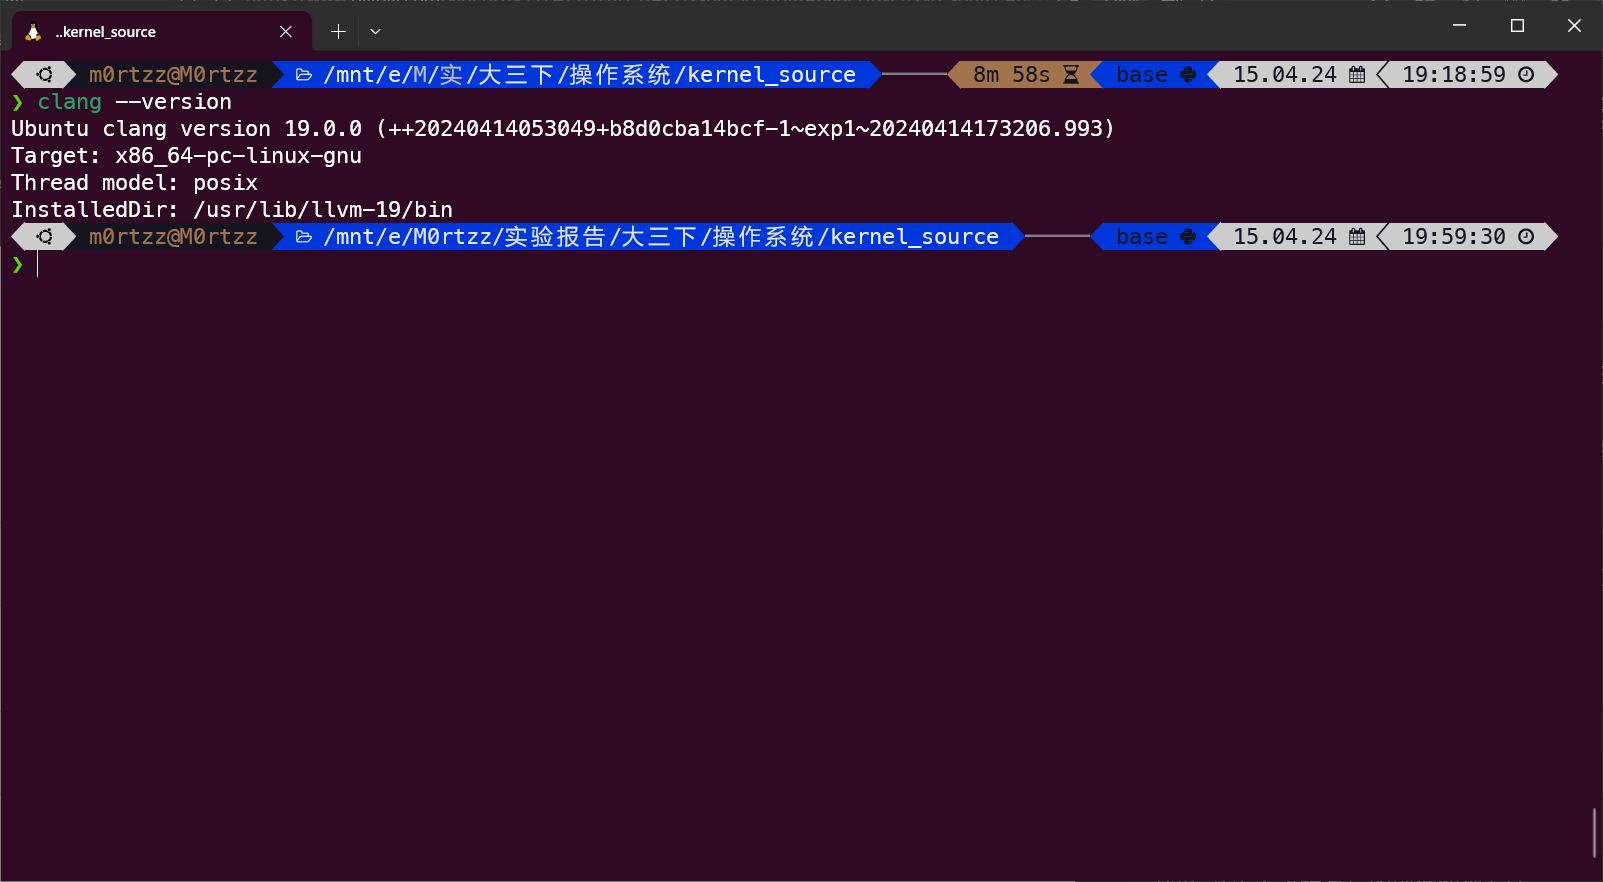 ..kernel_source
m0rtzz@M0rtzz /mnt/e/M/实/大三下/操作系统/kernel_source 8m 58s base 15.04.24 19:18:59
❯ clang --version
Ubuntu clang version 19.0.0 (++20240414053049+b8d0cba14bcf-1~exp1~20240414173206.993)
Target: x86_64-pc-linux-gnu
Thread model: posix
InstalledDir: /usr/lib/llvm-19/bin
m0rtzz@M0rtzz /mnt/e/M0rtzz/实验报告/大三下/操作系统/kernel_source base 15.04.24 19:59:30
❯